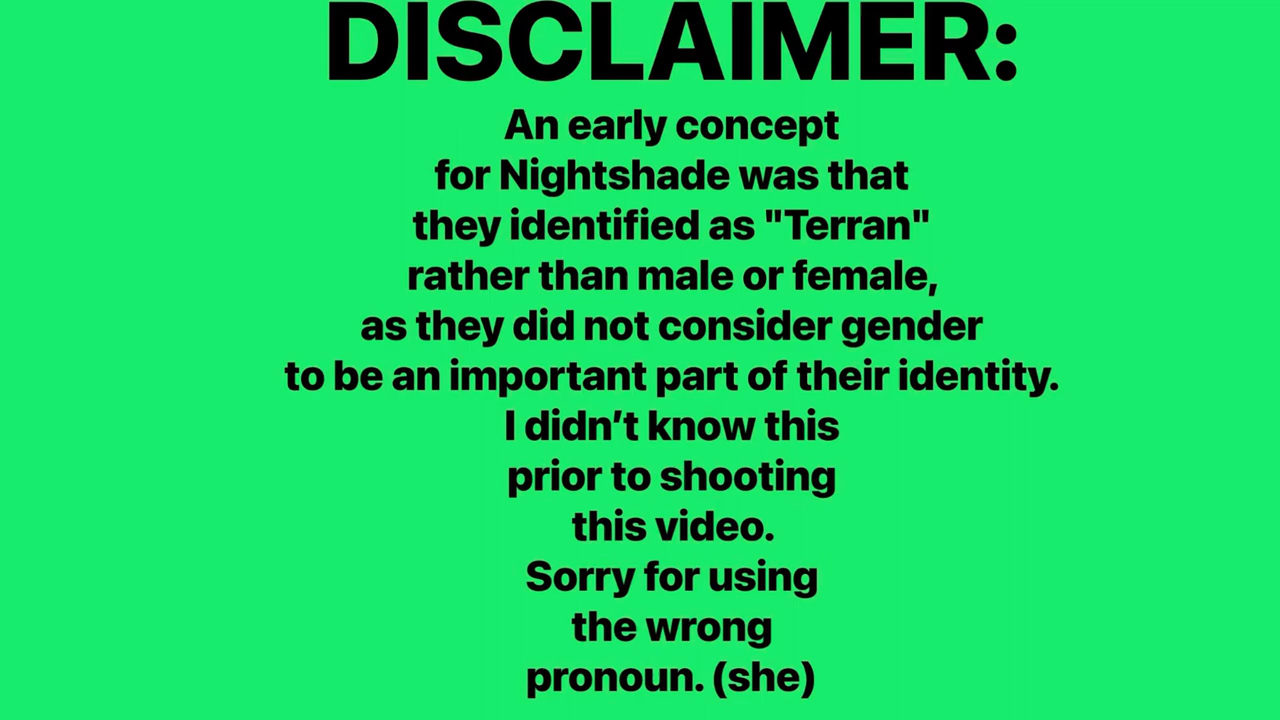 DISCLAIMER:
An early concept
for Nightshade was that
they identified as "Terran"
rather than male or female,
as they did not consider gender
to be an important part of their identity.
I didn’t know this
prior to shooting
this video.
Sorry for using
the wrong
pronoun. (she)